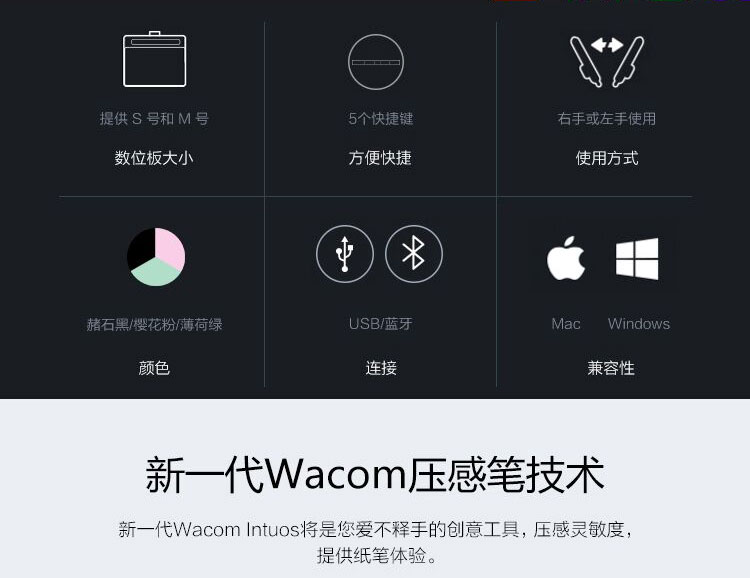 提供 S 号和 M 号
5个快捷键
右手或左手使用
数位板大小
方便快捷
使用方式
赭石黑/樱花粉/薄荷绿
USB/蓝牙
Mac
Windows
颜色
连接
兼容性
新一代Wacom压感笔技术
新一代Wacom Intuos将是您爱不释手的创意工具，压感灵敏度，
提供纸笔体验。